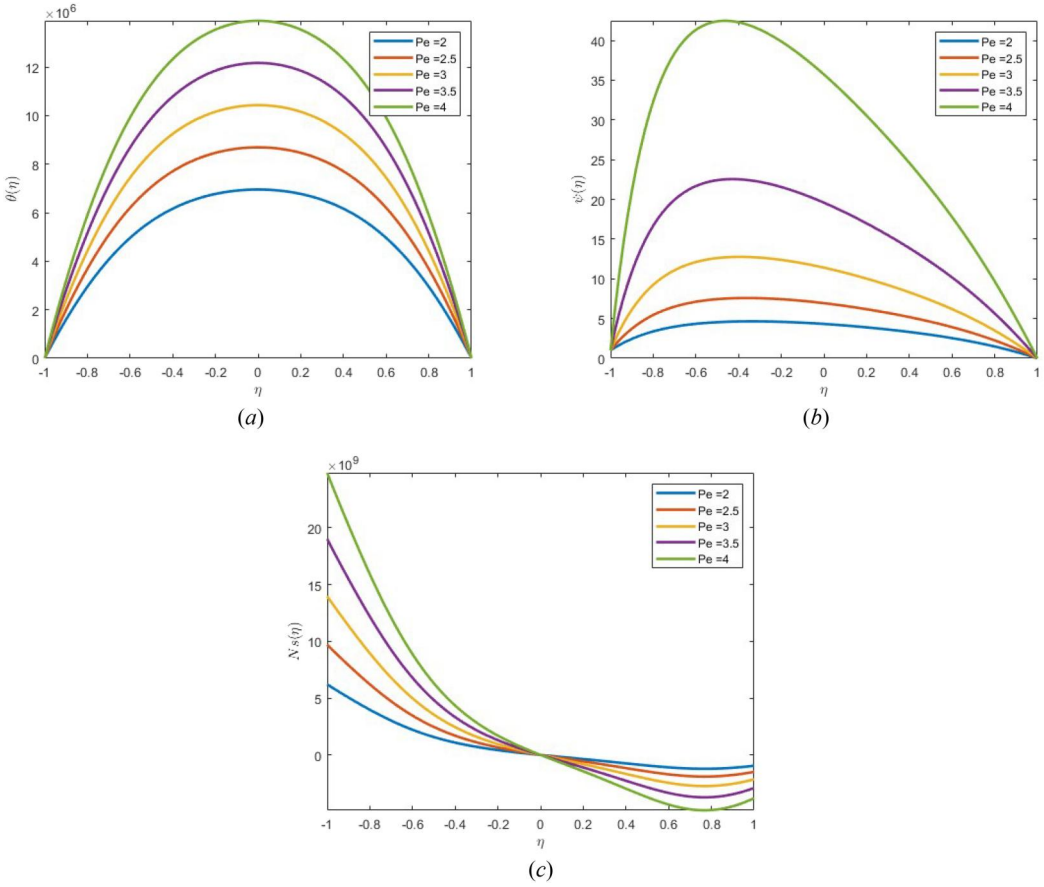 ×10⁶
Pe =2
Pe =2.5
Pe =3
Pe =3.5
Pe =4
12
10
8
6
4
2
0
θ(η)
-1 -0.8 -0.6 -0.4 -0.2 0 0.2 0.4 0.6 0.8 1
η
(a)
Pe =2
Pe =2.5
Pe =3
Pe =3.5
Pe =4
40
35
30
25
20
15
10
5
0
ψ(η)
-1 -0.8 -0.6 -0.4 -0.2 0 0.2 0.4 0.6 0.8 1
η
(b)
×10⁹
Pe =2
Pe =2.5
Pe =3
Pe =3.5
Pe =4
20
15
10
5
0
Ns(η)
-1 -0.8 -0.6 -0.4 -0.2 0 0.2 0.4 0.6 0.8 1
η
(c)